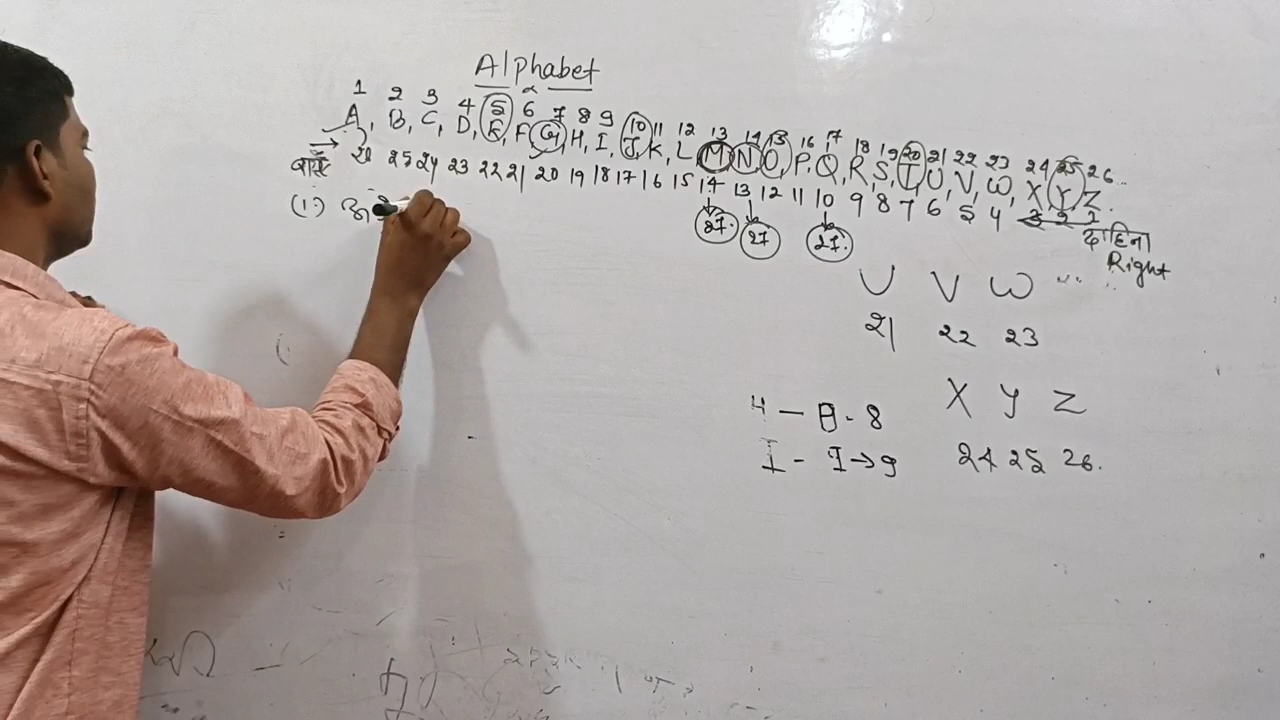 Alphabet
1 2 3 4 5 6 7 8 9 10 11 12 13 14 15 16 17 18 19 20 21 22 23 24 25 26...
A, B, C, D, E, F, G, H, I, J, K, L M N O, P, Q, R, S, T, U, V, W, X Y Z.
बायाँ → 26 25 24 23 22 21 20 19 18 17 16 15 14 13 12 11 10 9 8 7 6 5 4 3 2 1
दाहिना
Right
27. 27 27.
(i)
U V W
21 22 23
X Y Z
24 25 26.
H - 8
I - I → 9